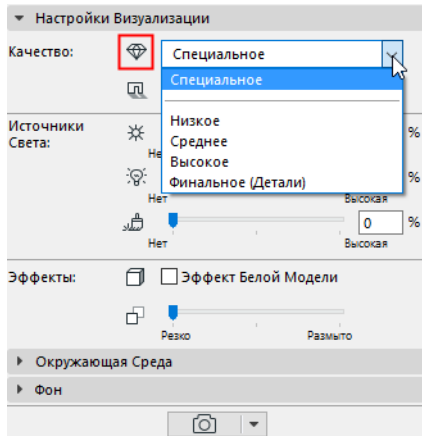 Настройки Визуализации
Качество:
Специальное
Специальное
Низкое
Среднее
Высокое
Финальное (Детали)
Источники
Света:
%
Не
%
Нет
Высокая
0 %
Нет
Высокая
Эффекты:
Эффект Белой Модели
Резко
Размыто
Окружающая Среда
Фон